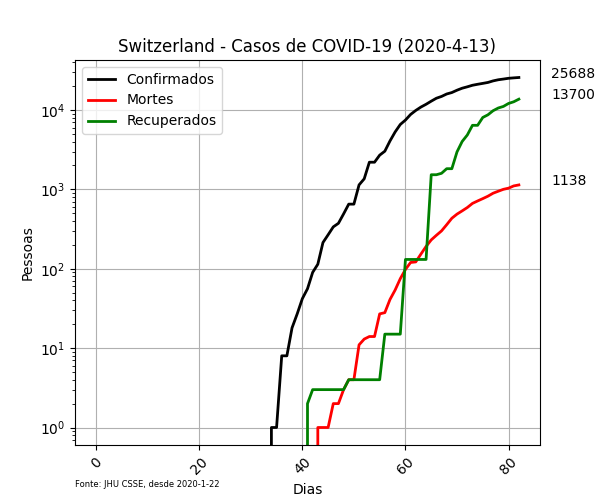 Switzerland - Casos de COVID-19 (2020-4-13)
Confirmados
Mortes
Recuperados
25688
13700
1138
10⁴
10³
10²
10¹
10⁰
Pessoas
0 20 40 60 80
Dias
Fonte: JHU CSSE, desde 2020-1-22